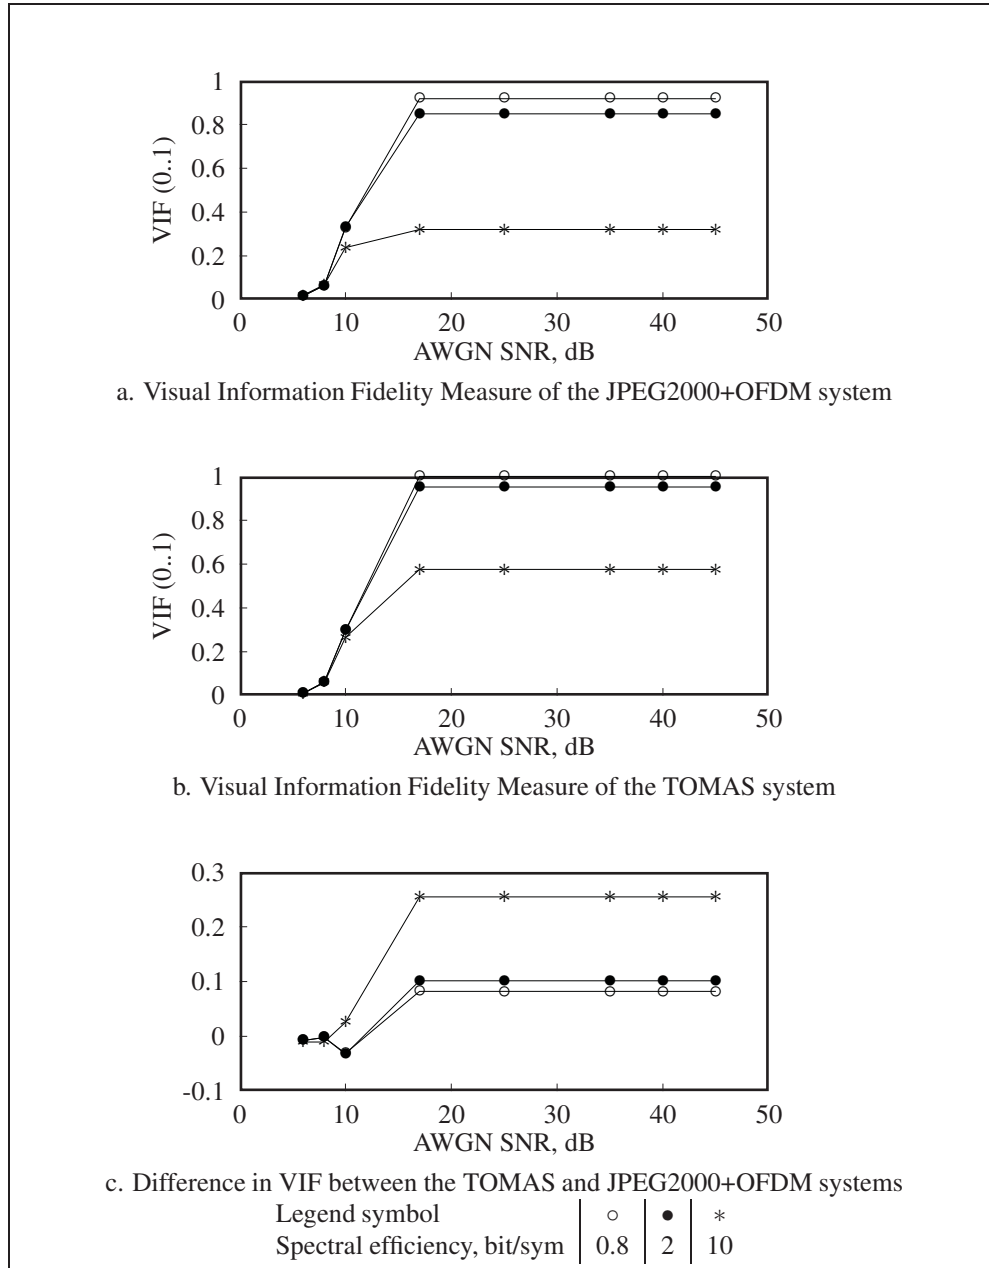 1
0.8
0.6
0.4
0.2
0
VIF (0..1)
0 10 20 30 40 50
AWGN SNR, dB
a. Visual Information Fidelity Measure of the JPEG2000+OFDM system
1
0.8
0.6
0.4
0.2
0
VIF (0..1)
0 10 20 30 40 50
AWGN SNR, dB
b. Visual Information Fidelity Measure of the TOMAS system
0.3
0.2
0.1
0
-0.1
0 10 20 30 40 50
AWGN SNR, dB
c. Difference in VIF between the TOMAS and JPEG2000+OFDM systems
Legend symbol ○ ● *
Spectral efficiency, bit/sym 0.8 2 10